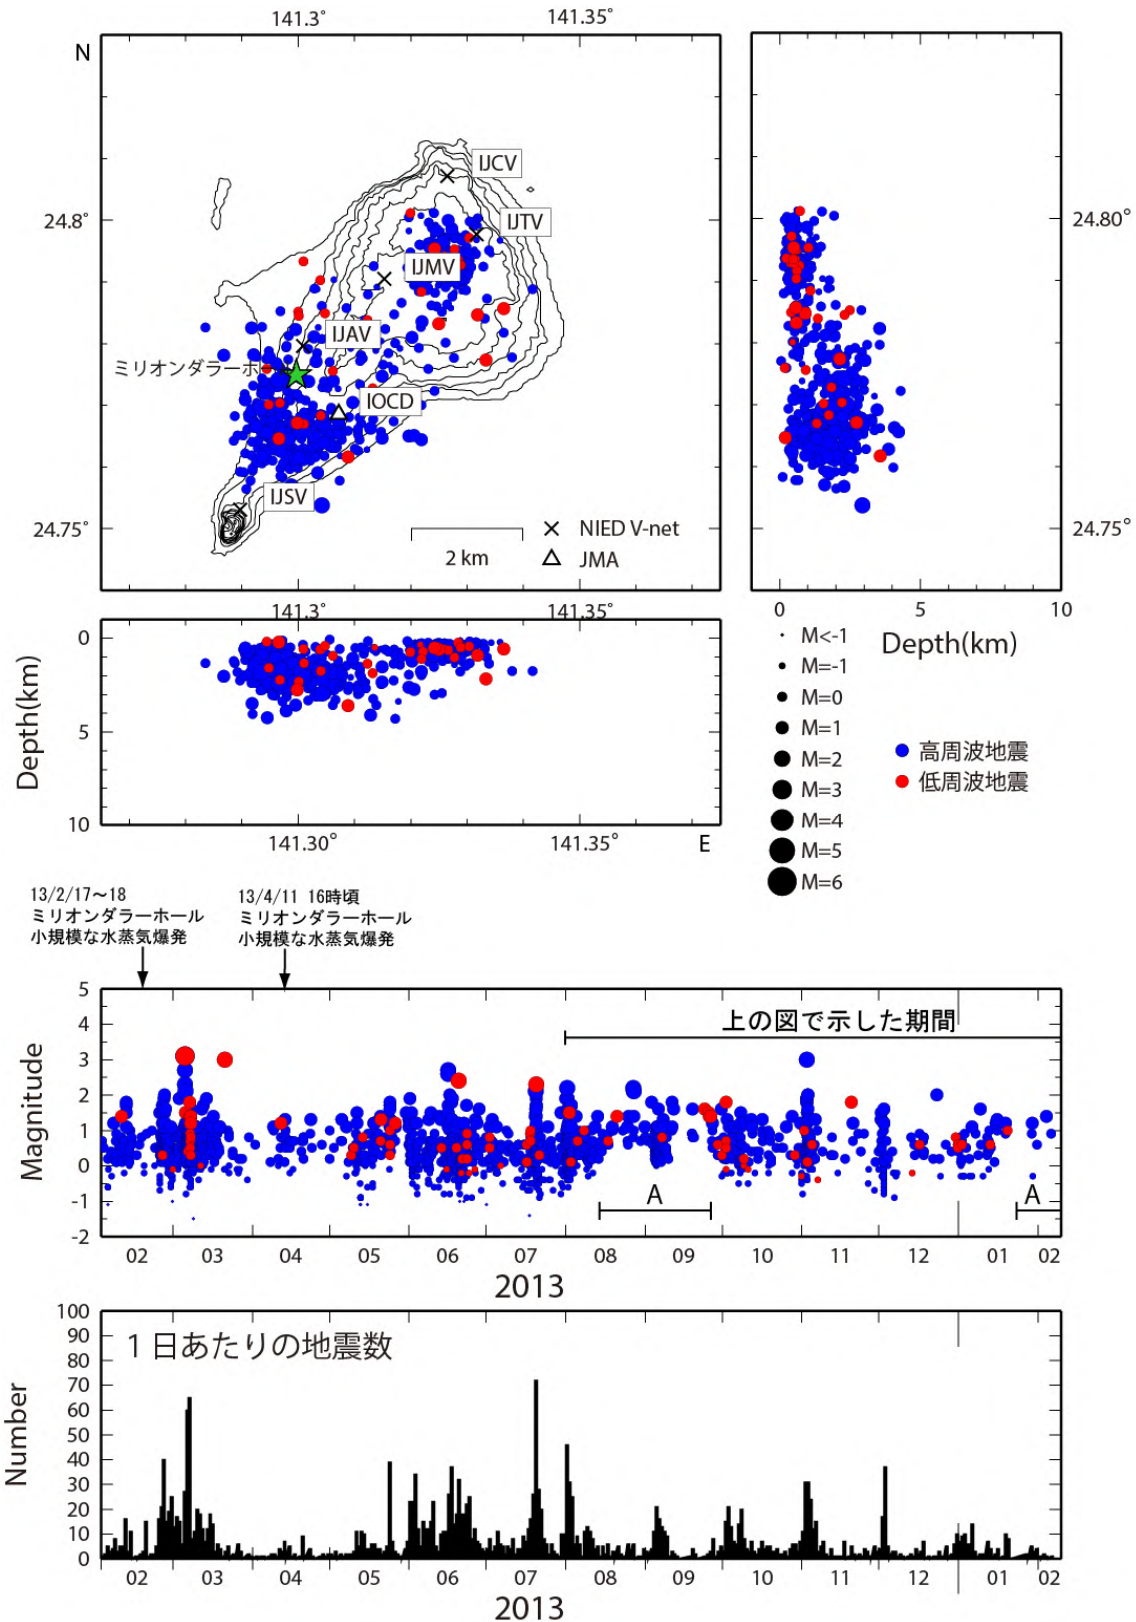 141.3°
141.35°
N
IJCV
24.8°
IJTV
24.80°
IJMV
IJAV
ミリオンダラーホ
IOCD
IJSV
24.75°
NIED V-net
2 km
JMA
24.75°
141.3°
141.35°
0
5
10
Depth(km)
M<-1
M=-1
M=0
M=1
M=2
M=3
M=4
M=5
M=6
高周波地震
低周波地震
Depth(km)
0
5
10
141.30°
141.35°
E
13/2/17～18
ミリオンダラーホール
小規模な水蒸気爆発
13/4/11 16時頃
ミリオンダラーホール
小規模な水蒸気爆発
Magnitude
5
4
3
2
1
0
-1
-2
上の図で示した期間
A
A
02 03 04 05 06 07 08 09 10 11 12 01 02
2013
Number
100
90
80
70
60
50
40
30
20
10
0
1日あたりの地震数
02 03 04 05 06 07 08 09 10 11 12 01 02
2013